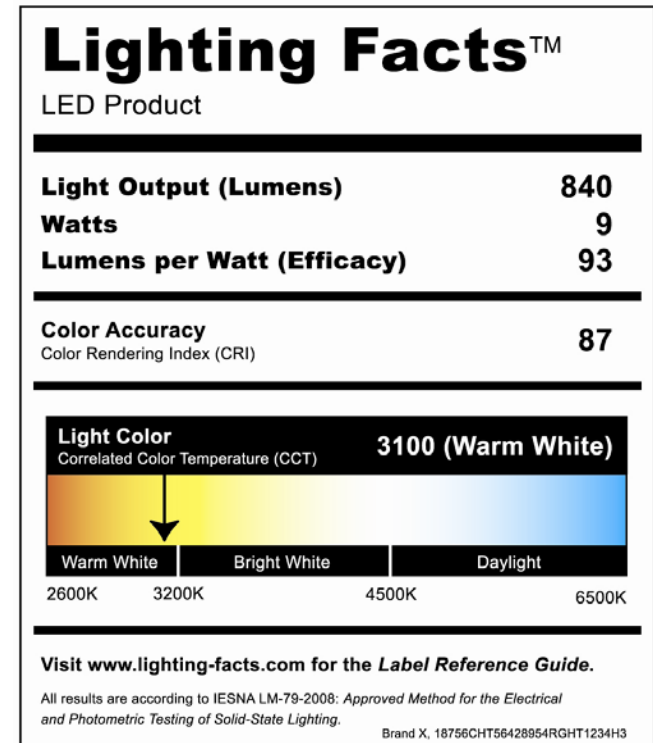 Lighting Facts™
LED Product
Light Output (Lumens) 840
Watts 9
Lumens per Watt (Efficacy) 93
Color Accuracy
Color Rendering Index (CRI) 87
Light Color
Correlated Color Temperature (CCT) 3100 (Warm White)
Warm White Bright White Daylight
2600K 3200K 4500K 6500K
Visit www.lighting-facts.com for the Label Reference Guide.
All results are according to IESNA LM-79-2008: Approved Method for the Electrical
and Photometric Testing of Solid-State Lighting.
Brand X, 18756CHT56428954RGHT1234H3